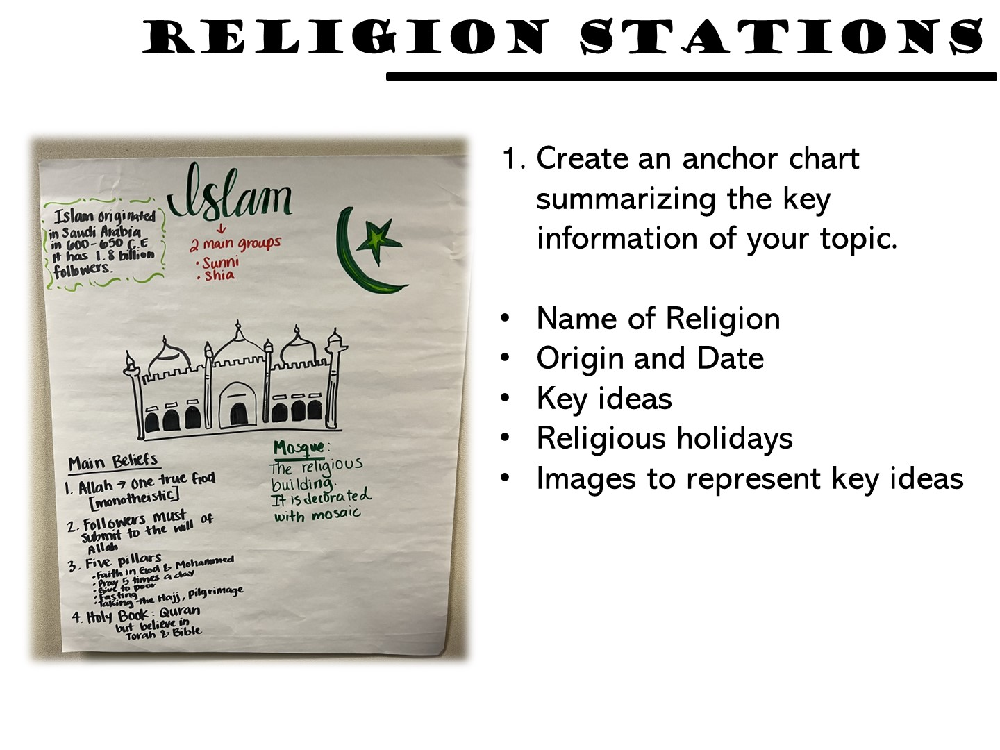 RELIGION STATIONS
Islam
Islam originated
in Saudi Arabia
in 600-650 C.E
It has 1.8 billion
followers.
2 main groups
• Sunni
• Shia
Main Beliefs
1. Allah → one true God
[monotheistic]
2. Followers must
submit to the will of
Allah
3. Five pillars
• Faith in God & Mohammed
• Pray 5 times a day
• Give to poor
• Fasting
• Taking the Hajj, pilgrimage
4. Holy Book: Quran
but believe in
Torah & Bible
Mosque:
The religious
building.
It is decorated
with mosaic
1. Create an anchor chart
summarizing the key
information of your topic.
• Name of Religion
• Origin and Date
• Key ideas
• Religious holidays
• Images to represent key ideas